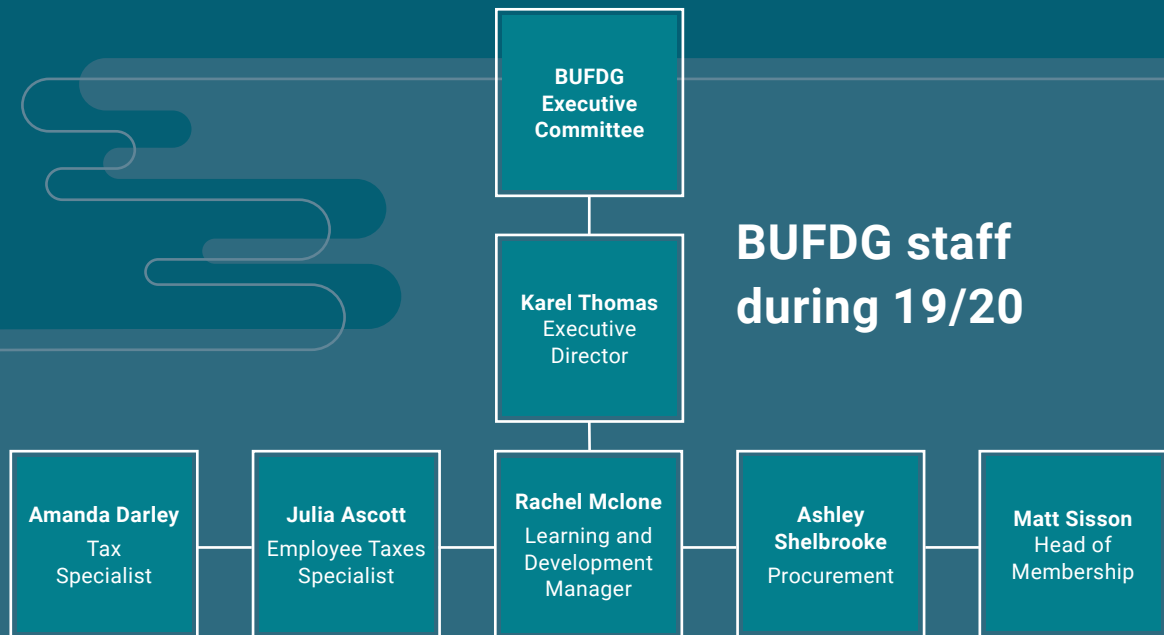 BUFDG
Executive
Committee
BUFDG staff
during 19/20
Karel Thomas
Executive
Director
Amanda Darley
Tax
Specialist
Julia Ascott
Employee Taxes
Specialist
Rachel Mclone
Learning and
Development
Manager
Ashley
Shelbrooke
Procurement
Matt Sisson
Head of
Membership